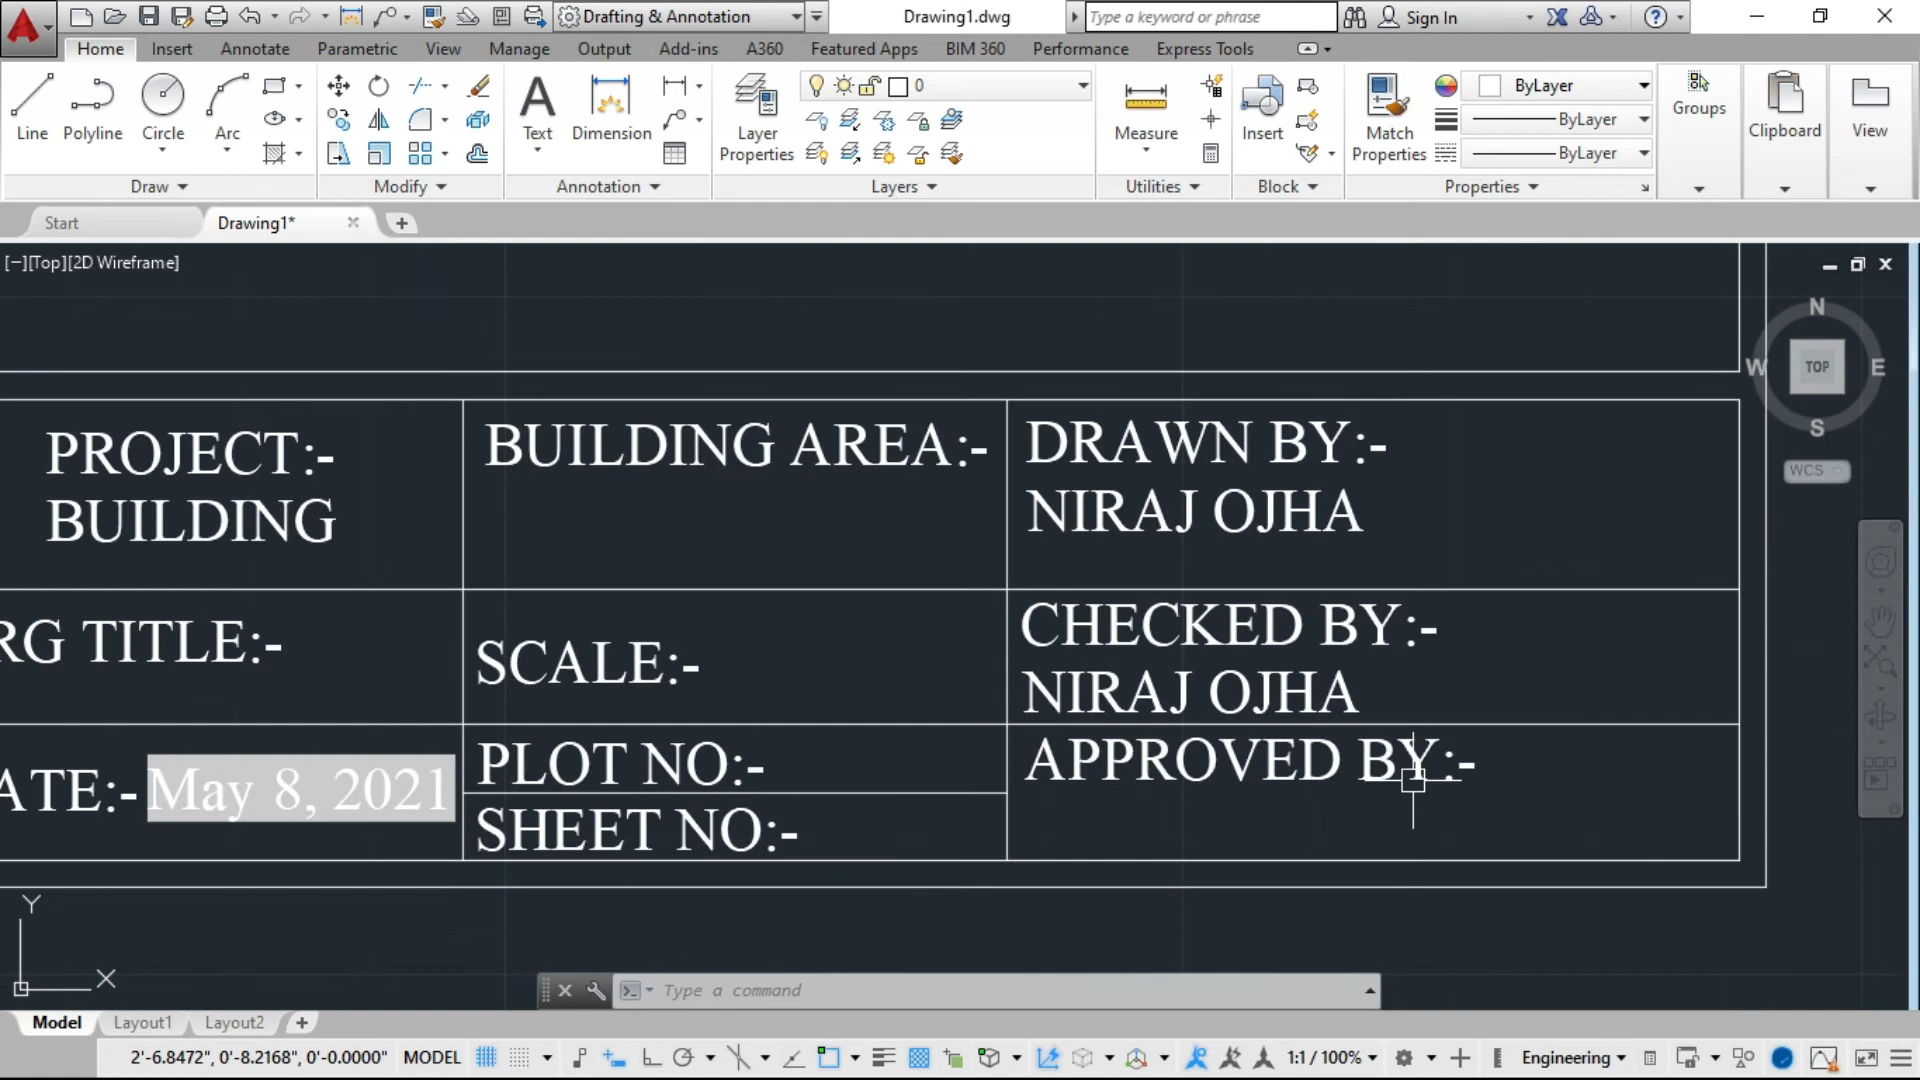 Drafting & Annotation
Drawing1.dwg
Type a keyword or phrase
Sign In
Home Insert Annotate Parametric View Manage Output Add-ins A360 Featured Apps BIM 360 Performance Express Tools
Line Polyline Circle Arc
Text Dimension
Layer Properties
0
Measure
Insert
Match Properties
ByLayer
ByLayer
ByLayer
Groups
Clipboard
View
Draw Modify Annotation Layers Utilities Block Properties
Start Drawing1*
[−][Top][2D Wireframe]
N
W TOP E
S
WCS
PROJECT:-
BUILDING
BUILDING AREA:-
DRAWN BY:-
NIRAJ OJHA
RG TITLE:-
SCALE:-
CHECKED BY:-
NIRAJ OJHA
ATE:- May 8, 2021
PLOT NO:-
SHEET NO:-
APPROVED BY:-
Y
X
Type a command
Model Layout1 Layout2
2'-6.8472", 0'-8.2168", 0'-0.0000" MODEL 1:1 / 100% Engineering